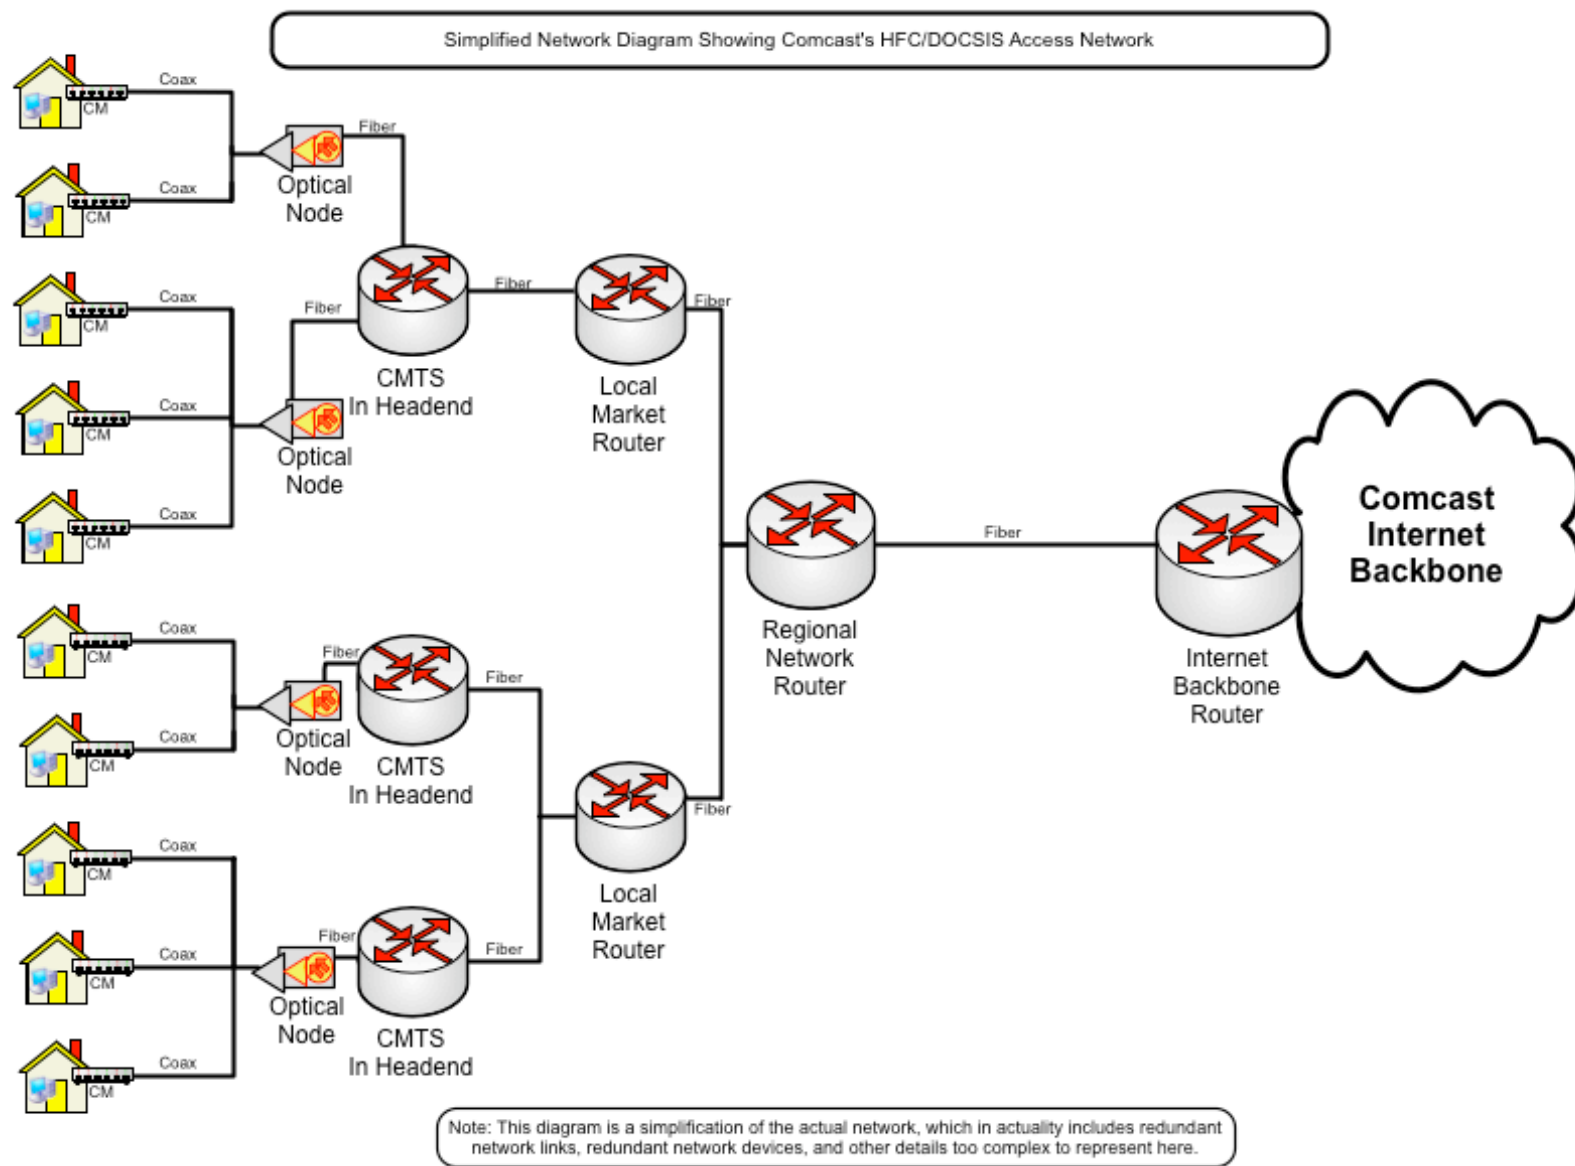 Simplified Network Diagram Showing Comcast's HFC/DOCSIS Access Network
Coax
CM
Coax
CM
Fiber
Optical
Node
Coax
CM
Coax
CM
Coax
CM
Fiber
Optical
Node
CMTS
In Headend
Fiber
Local
Market
Router
Fiber
Coax
CM
Coax
CM
Fiber
Optical
Node
CMTS
In Headend
Fiber
Coax
CM
Coax
CM
Coax
CM
Fiber
Optical
Node
CMTS
In Headend
Fiber
Local
Market
Router
Fiber
Regional
Network
Router
Fiber
Internet
Backbone
Router
Comcast
Internet
Backbone
Note: This diagram is a simplification of the actual network, which in actuality includes redundant
network links, redundant network devices, and other details too complex to represent here.